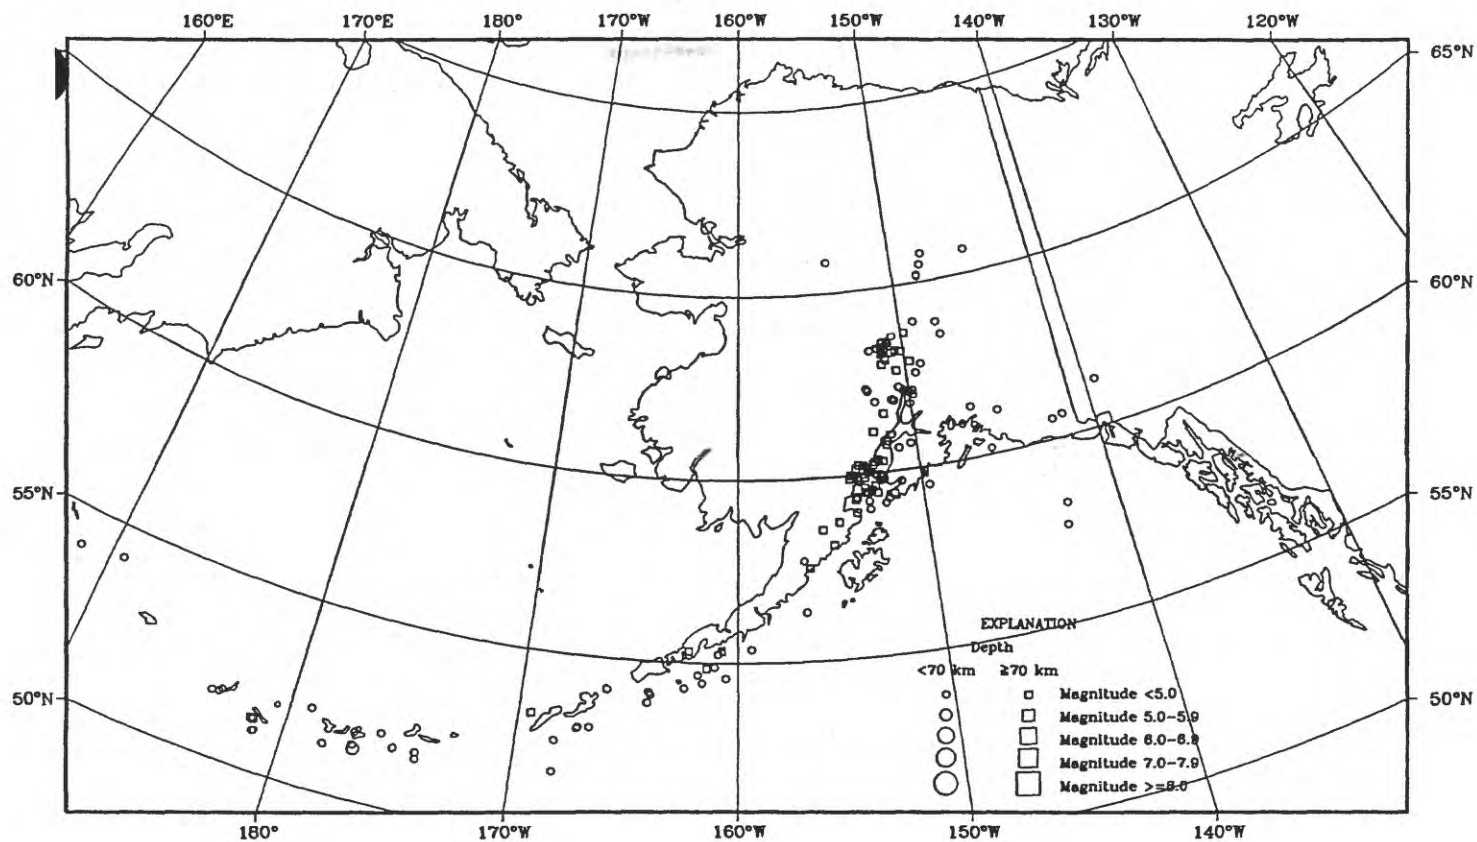 160°E 170°E 180° 170°W 160°W 150°W 140°W 130°W 120°W
65°N
60°N 60°N
55°N 55°N
50°N 50°N
EXPLANATION
Depth
<70 km ≥70 km
Magnitude <5.0
Magnitude 5.0-5.9
Magnitude 6.0-6.9
Magnitude 7.0-7.9
Magnitude >=8.0
180° 170°W 160°W 150°W 140°W